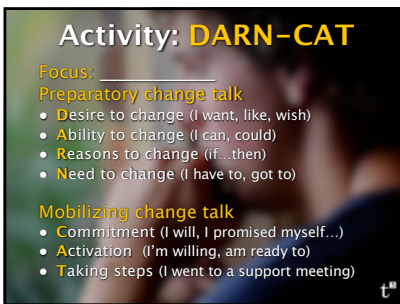 Activity: DARN-CAT
Focus: ____________
Preparatory change talk
● Desire to change (I want, like, wish)
● Ability to change (I can, could)
● Reasons to change (if...then)
● Need to change (I have to, got to)
Mobilizing change talk
● Commitment (I will, I promised myself...)
● Activation (I'm willing, am ready to)
● Taking steps (I went to a support meeting)